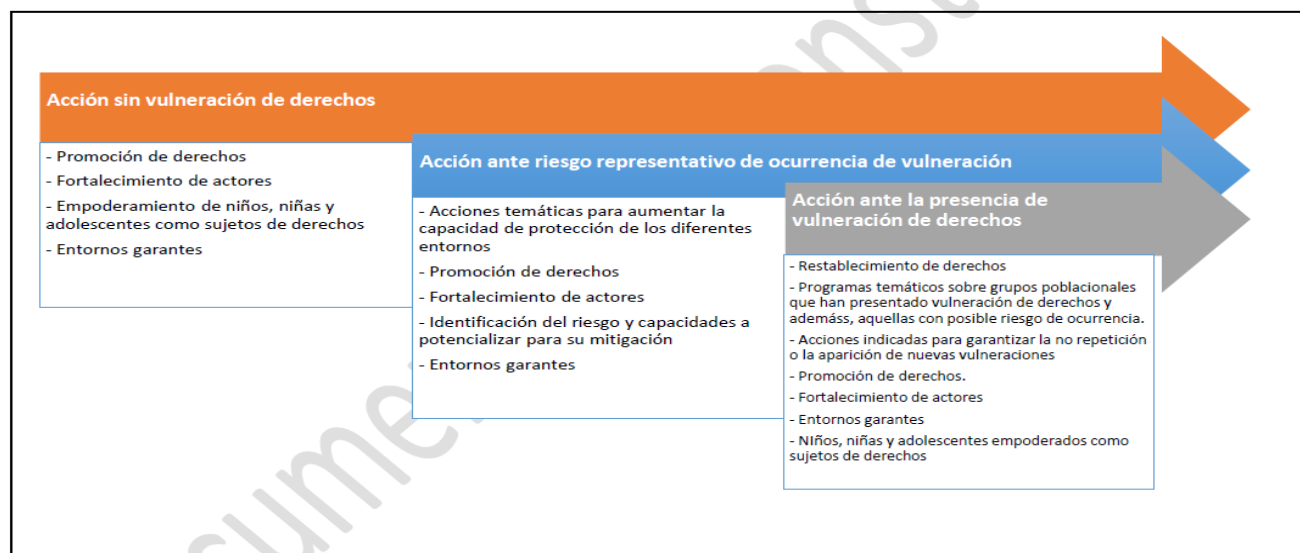 Acción sin vulneración de derechos
- Promoción de derechos
- Fortalecimiento de actores
- Empoderamiento de niños, niñas y
adolescentes como sujetos de derechos
- Entornos garantes
Acción ante riesgo representativo de ocurrencia de vulneración
- Acciones temáticas para aumentar la
capacidad de protección de los diferentes
entornos
- Promoción de derechos
- Fortalecimiento de actores
- Identificación del riesgo y capacidades a
potencializar para su mitigación
- Entornos garantes
Acción ante la presencia de
vulneración de derechos
- Restablecimiento de derechos
- Programas temáticos sobre grupos poblacionales
que han presentado vulneración de derechos y
ademáss, aquellas con posible riesgo de ocurrencia.
- Acciones indicadas para garantizar la no repetición
o la aparición de nuevas vulneraciones
- Promoción de derechos.
- Fortalecimiento de actores
- Entornos garantes
- NIños, niñas y adolescentes empoderados como
sujetos de derechos